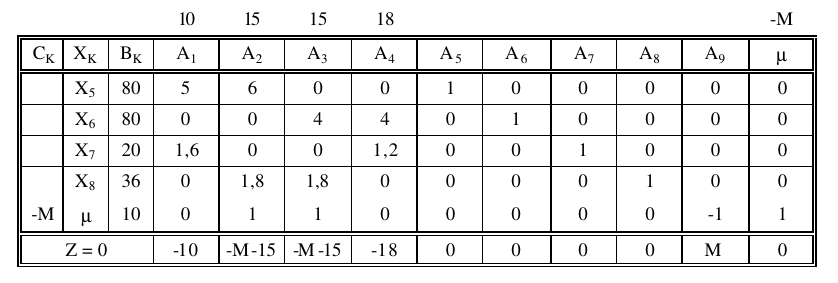 10 15 15 18 -M
C_K X_K B_K A_1 A_2 A_3 A_4 A_5 A_6 A_7 A_8 A_9 μ
X_5 80 5 6 0 0 1 0 0 0 0 0
X_6 80 0 0 4 4 0 1 0 0 0 0
X_7 20 1,6 0 0 1,2 0 0 1 0 0 0
X_8 36 0 1,8 1,8 0 0 0 0 1 0 0
-M μ 10 0 1 1 0 0 0 0 0 -1 1
Z = 0 -10 -M-15 -M-15 -18 0 0 0 0 M 0